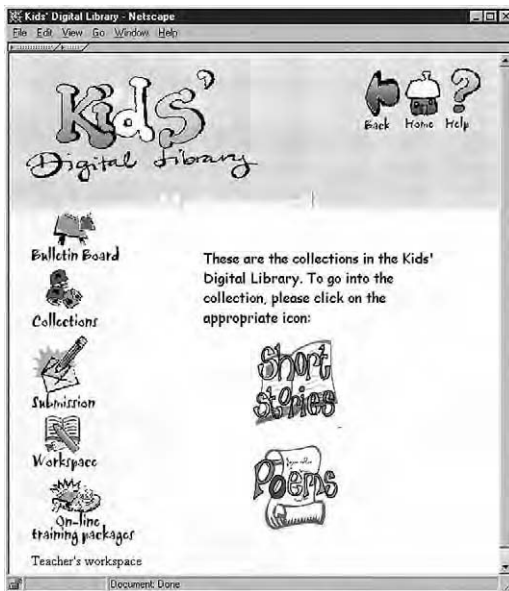 Kids' Digital Library - Netscape
File Edit View Go Window Help
Kids'
Digital Library
Back Home Help
Bulletin Board
Collections
Submission
Workspace
On-line
training packages
Teacher's workspace
These are the collections in the Kids'
Digital Library. To go into the
collection, please click on the
appropriate icon:
Short
stories
Poems
Document: Done